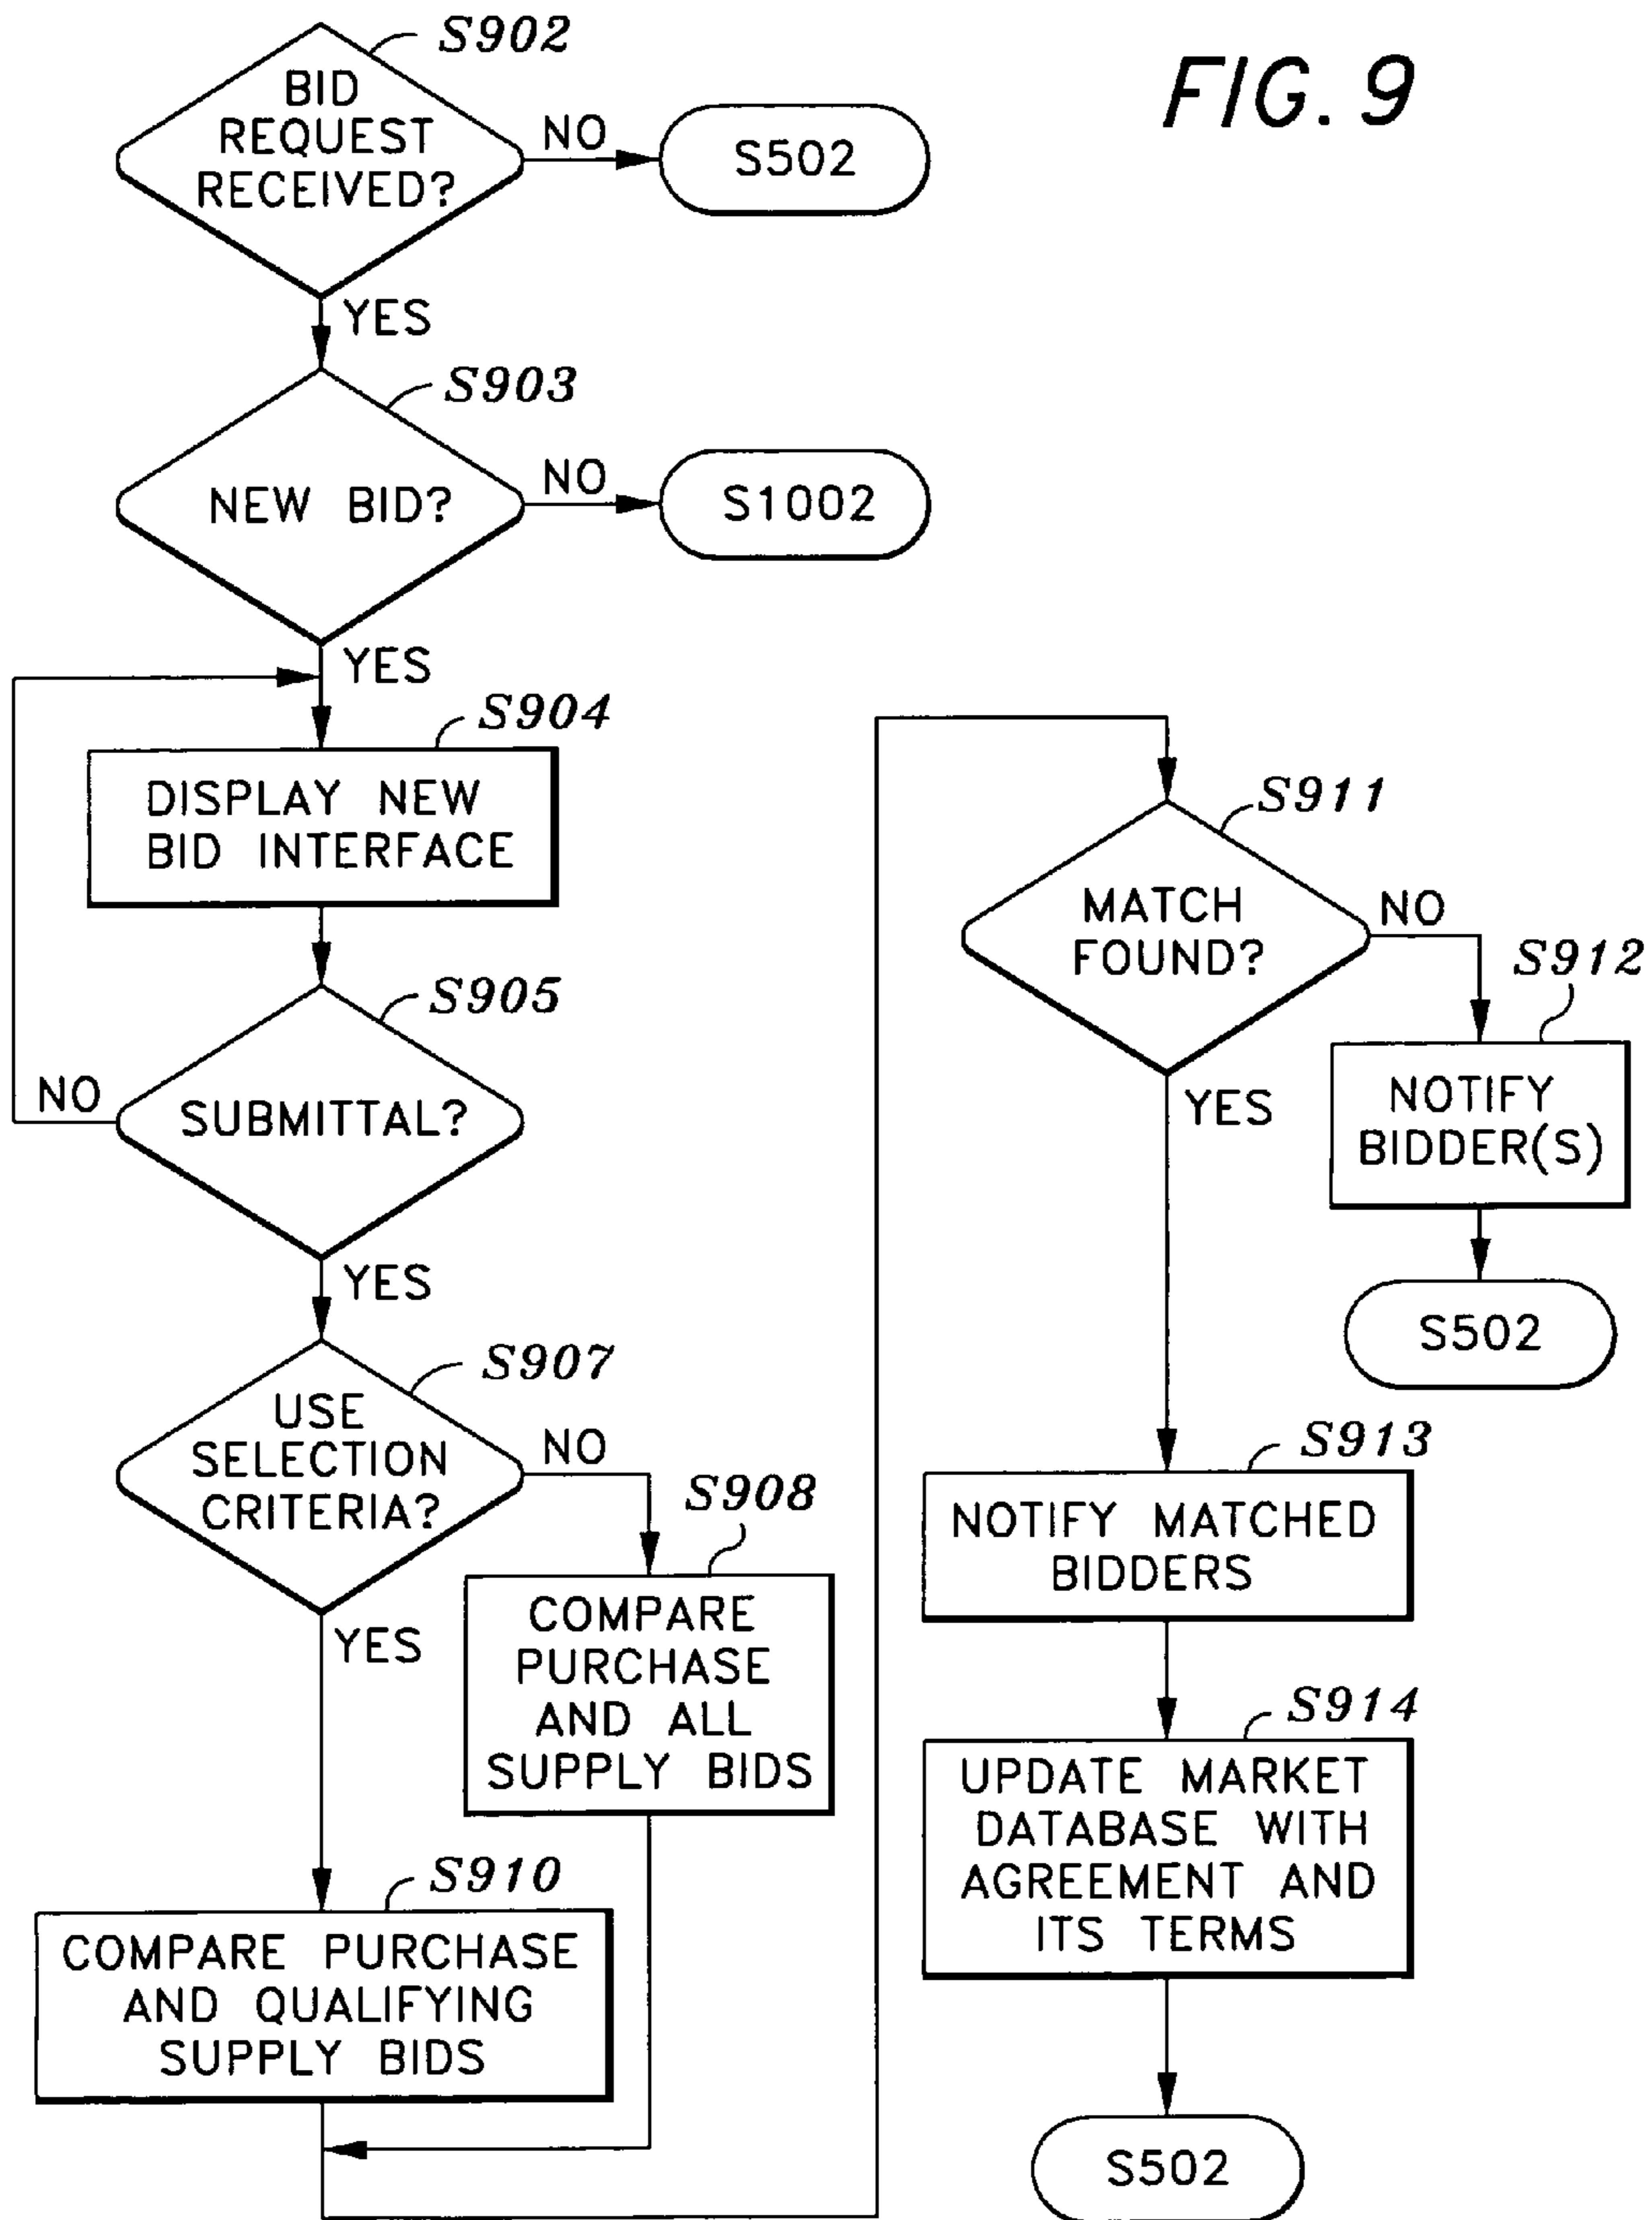 FIG. 9
S902
BID
REQUEST
RECEIVED?
NO
S502
YES
S903
NEW BID?
NO
S1002
YES
S904
DISPLAY NEW
BID INTERFACE
S905
SUBMITTAL?
NO
YES
S907
USE
SELECTION
CRITERIA?
NO
S908
COMPARE
PURCHASE
AND ALL
SUPPLY BIDS
YES
S910
COMPARE PURCHASE
AND QUALIFYING
SUPPLY BIDS
S911
MATCH
FOUND?
NO
S912
NOTIFY
BIDDER(S)
S502
YES
S913
NOTIFY MATCHED
BIDDERS
S914
UPDATE MARKET
DATABASE WITH
AGREEMENT AND
ITS TERMS
S502